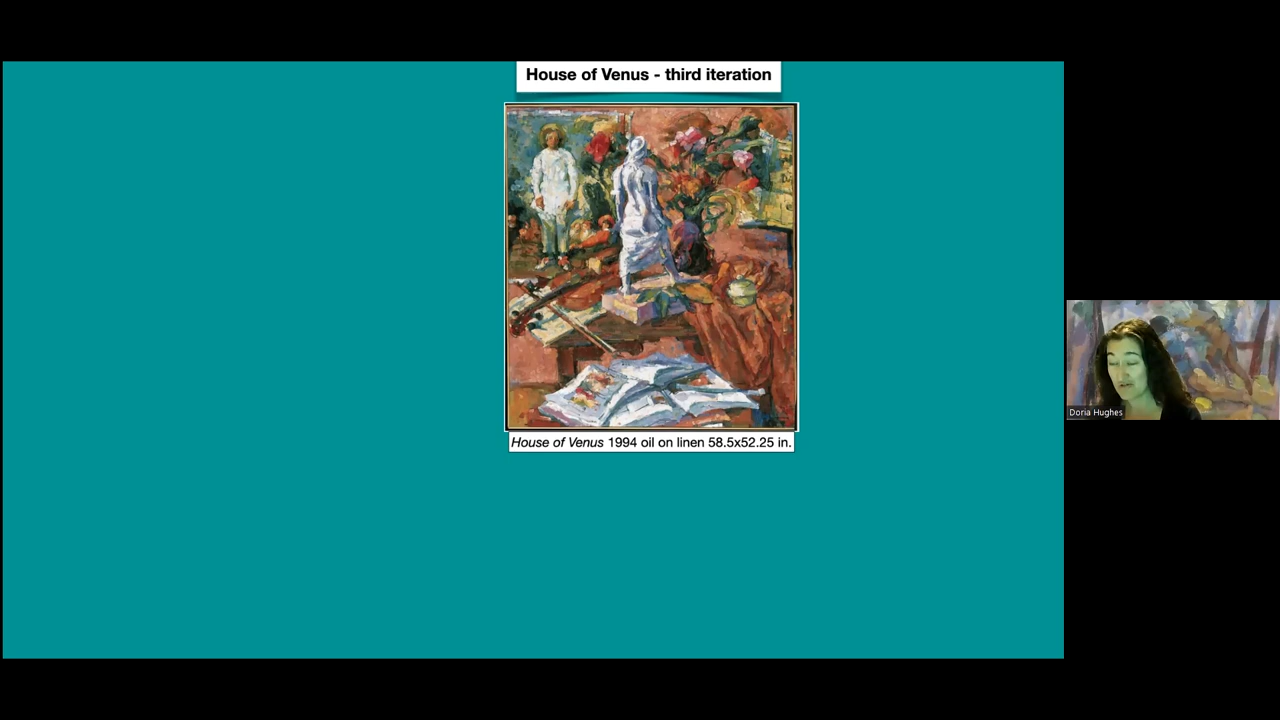 House of Venus - third iteration
House of Venus 1994 oil on linen 58.5x52.25 in.
Doria Hughes